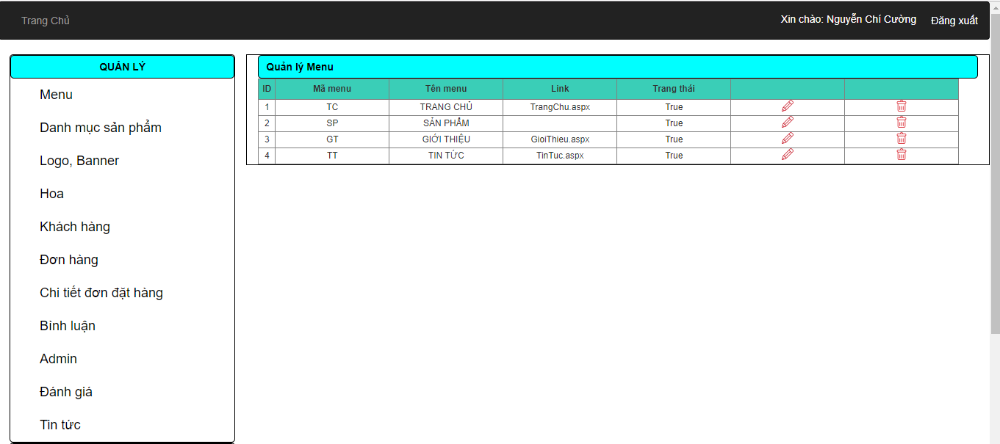 Trang Chủ
Xin chào: Nguyễn Chí Cường Đăng xuất
QUẢN LÝ
Menu
Danh mục sản phẩm
Logo, Banner
Hoa
Khách hàng
Đơn hàng
Chi tiết đơn đặt hàng
Bình luận
Admin
Đánh giá
Tin tức
Quản lý Menu
ID Mã menu Tên menu Link Trang thái
1 TC TRANG CHỦ TrangChu.aspx True
2 SP SẢN PHẨM True
3 GT GIỚI THIỆU GioiThieu.aspx True
4 TT TIN TỨC TinTuc.aspx True